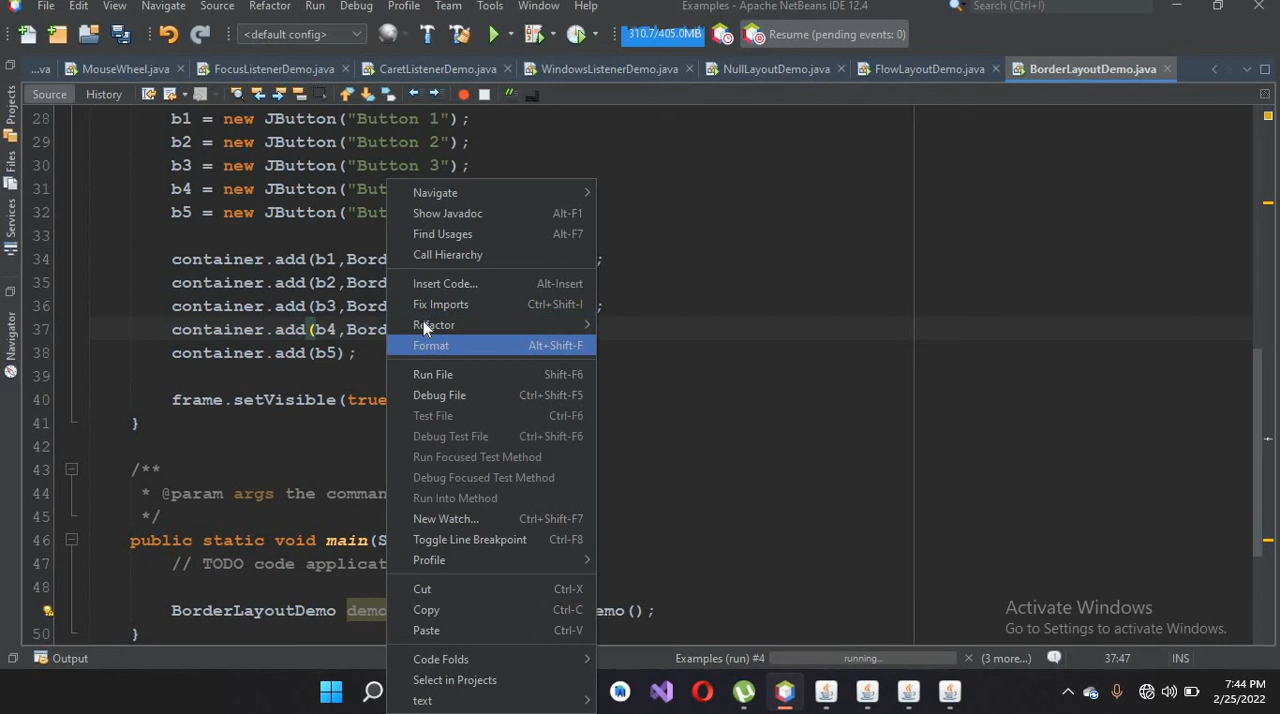 File Edit View Navigate Source Refactor Run Debug Profile Team Tools Window Help Examples - Apache NetBeans IDE 12.4 Search (Ctrl+I)
<default config> 310.7/405.0MB Resume (pending events: 0)
...va MouseWheel.java FocusListenerDemo.java CaretListenerDemo.java WindowsListenerDemo.java NullLayoutDemo.java FlowLayoutDemo.java BorderLayoutDemo.java
Source History
Projects
Files
Services
Navigator
28 b1 = new JButton("Button 1");
29 b2 = new JButton("Button 2");
30 b3 = new JButton("Button 3");
31 b4 = new JButton("But
32 b5 = new JButton("But
33
34 container.add(b1,Bord ;
35 container.add(b2,Bord
36 container.add(b3,Bord ;
37 container.add(b4,Bord
38 container.add(b5);
39
40 frame.setVisible(true
41 }
42
43 /**
44 * @param args the comman
45 */
46 public static void main(S
47 // TODO code applicat
48
BorderLayoutDemo demo emo();
50 }
Navigate
Show Javadoc Alt-F1
Find Usages Alt-F7
Call Hierarchy
Insert Code... Alt-Insert
Fix Imports Ctrl+Shift-I
Refactor
Format Alt+Shift-F
Run File Shift-F6
Debug File Ctrl+Shift-F5
Test File Ctrl-F6
Debug Test File Ctrl+Shift-F6
Run Focused Test Method
Debug Focused Test Method
Run Into Method
New Watch... Ctrl+Shift-F7
Toggle Line Breakpoint Ctrl-F8
Profile
Cut Ctrl-X
Copy Ctrl-C
Paste Ctrl-V
Code Folds
Select in Projects
text
Activate Windows
Go to Settings to activate Windows.
Output Examples (run) #4 running... (3 more...) 37:47 INS
7:44 PM
2/25/2022